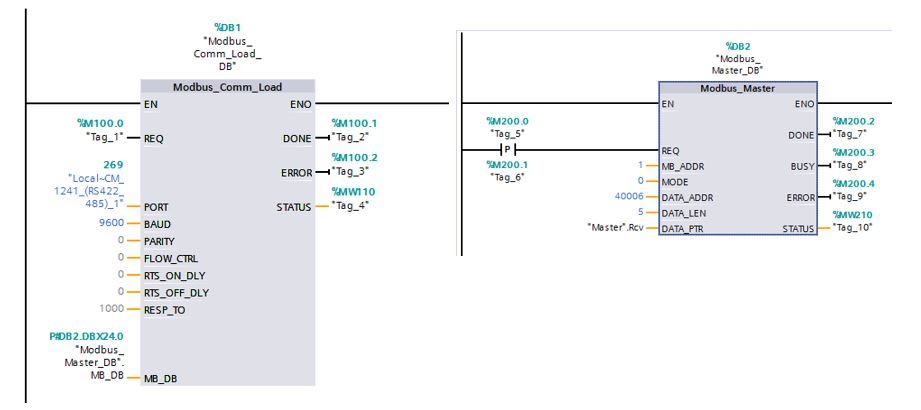 %DB1
"Modbus_
Comm_Load_
DB"
Modbus_Comm_Load
EN
ENO
%M100.0
"Tag_1"
REQ
%M100.1
DONE
"Tag_2"
%M100.2
ERROR
"Tag_3"
269
"Local~CM_
1241_(RS422_
485)_1"
PORT
%MW110
STATUS
"Tag_4"
9600
BAUD
0
PARITY
0
FLOW_CTRL
0
RTS_ON_DLY
0
RTS_OFF_DLY
1000
RESP_TO
P#DB2.DBX24.0
"Modbus_
Master_DB".
MB_DB
MB_DB
%DB2
"Modbus_
Master_DB"
Modbus_Master
EN
ENO
%M200.0
"Tag_5"
P
%M200.1
"Tag_6"
REQ
%M200.2
DONE
"Tag_7"
1
MB_ADDR
%M200.3
BUSY
"Tag_8"
0
MODE
40006
DATA_ADDR
%M200.4
ERROR
"Tag_9"
5
DATA_LEN
"Master".Rcv
DATA_PTR
%MW210
STATUS
"Tag_10"